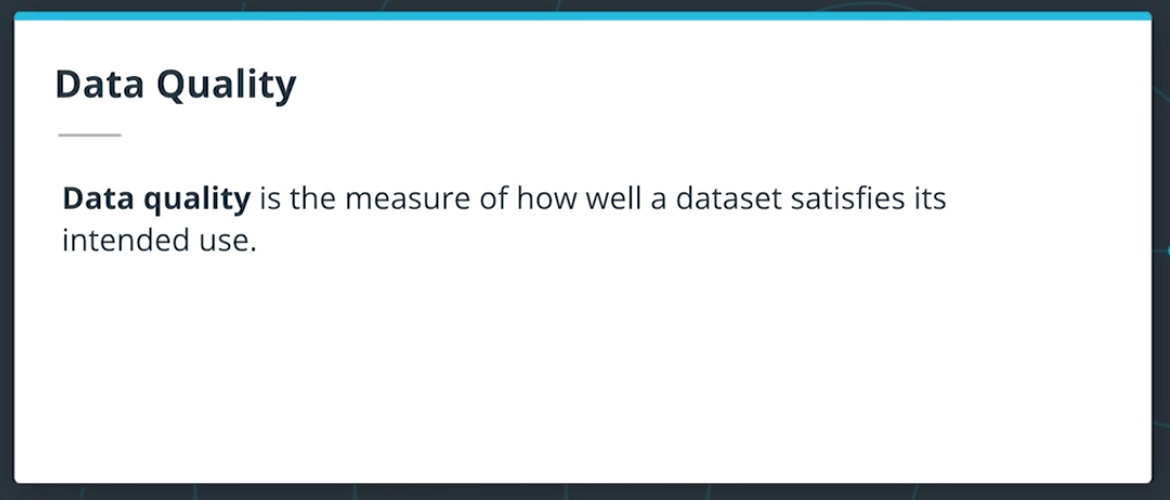 Data Quality
Data quality is the measure of how well a dataset satisfies its
intended use.